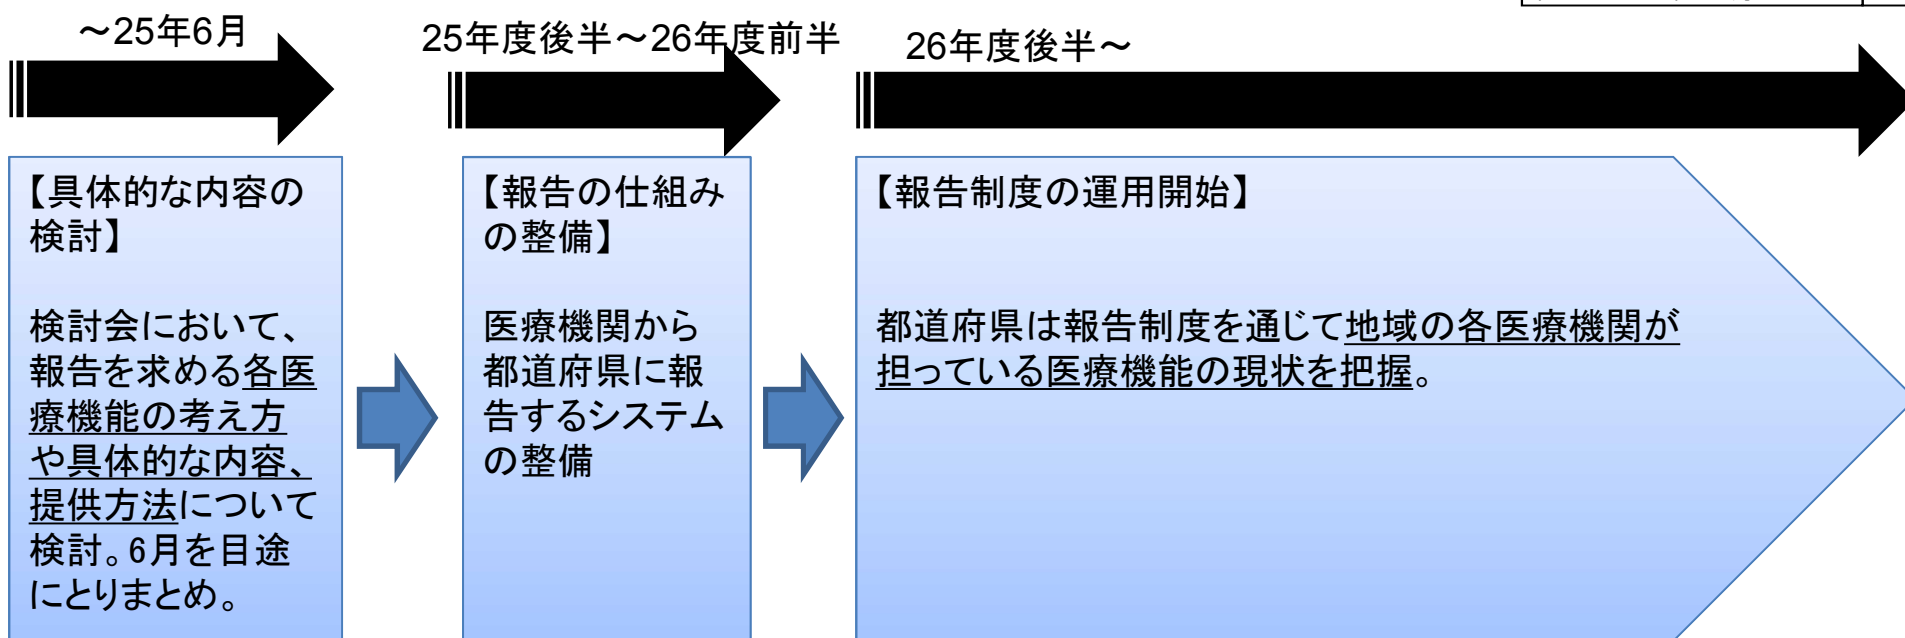 ～25年6月
25年度後半～26年度前半
26年度後半～
【具体的な内容の
検討】
検討会において、
報告を求める各医
療機能の考え方
や具体的な内容、
提供方法について
検討。6月を目途
にとりまとめ。
【報告の仕組み
の整備】
医療機関から
都道府県に報
告するシステム
の整備
【報告制度の運用開始】
都道府県は報告制度を通じて地域の各医療機関が
担っている医療機能の現状を把握。